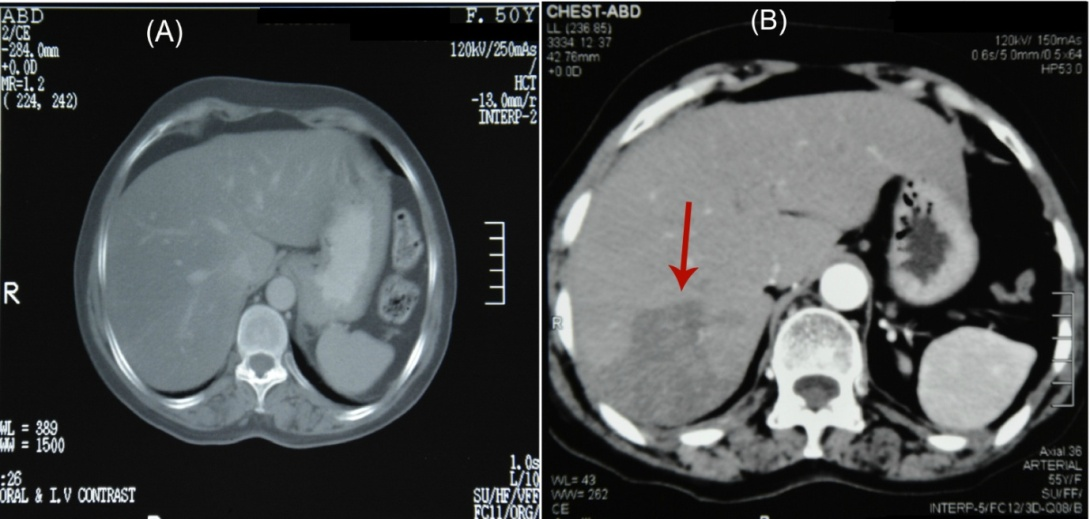 ABD
2/CE
-284.0mm
+0.0D
MR=1.2
( 224, 242)
(A)
F. 50Y
120kV/250mAs
/
HCT
-13.0mm/r
INTERP-2
R
WL = 389
WW = 1500
:26
ORAL & I.V CONTRAST
1.0s
L/10
SU/HF/VFF
FC11/ORG/
CHEST-ABD
LL (236.85)
3334 12 37
42.76mm
+0.0D
(B)
120kV/ 150mAs
0.6s/5.0mm/0.5x64
HP53.0
R
WL= 43
WW= 262
CE
Axial 36
ARTERIAL
55Y/F
SU/FF/
INTERP-5/FC12/3D-Q08/B